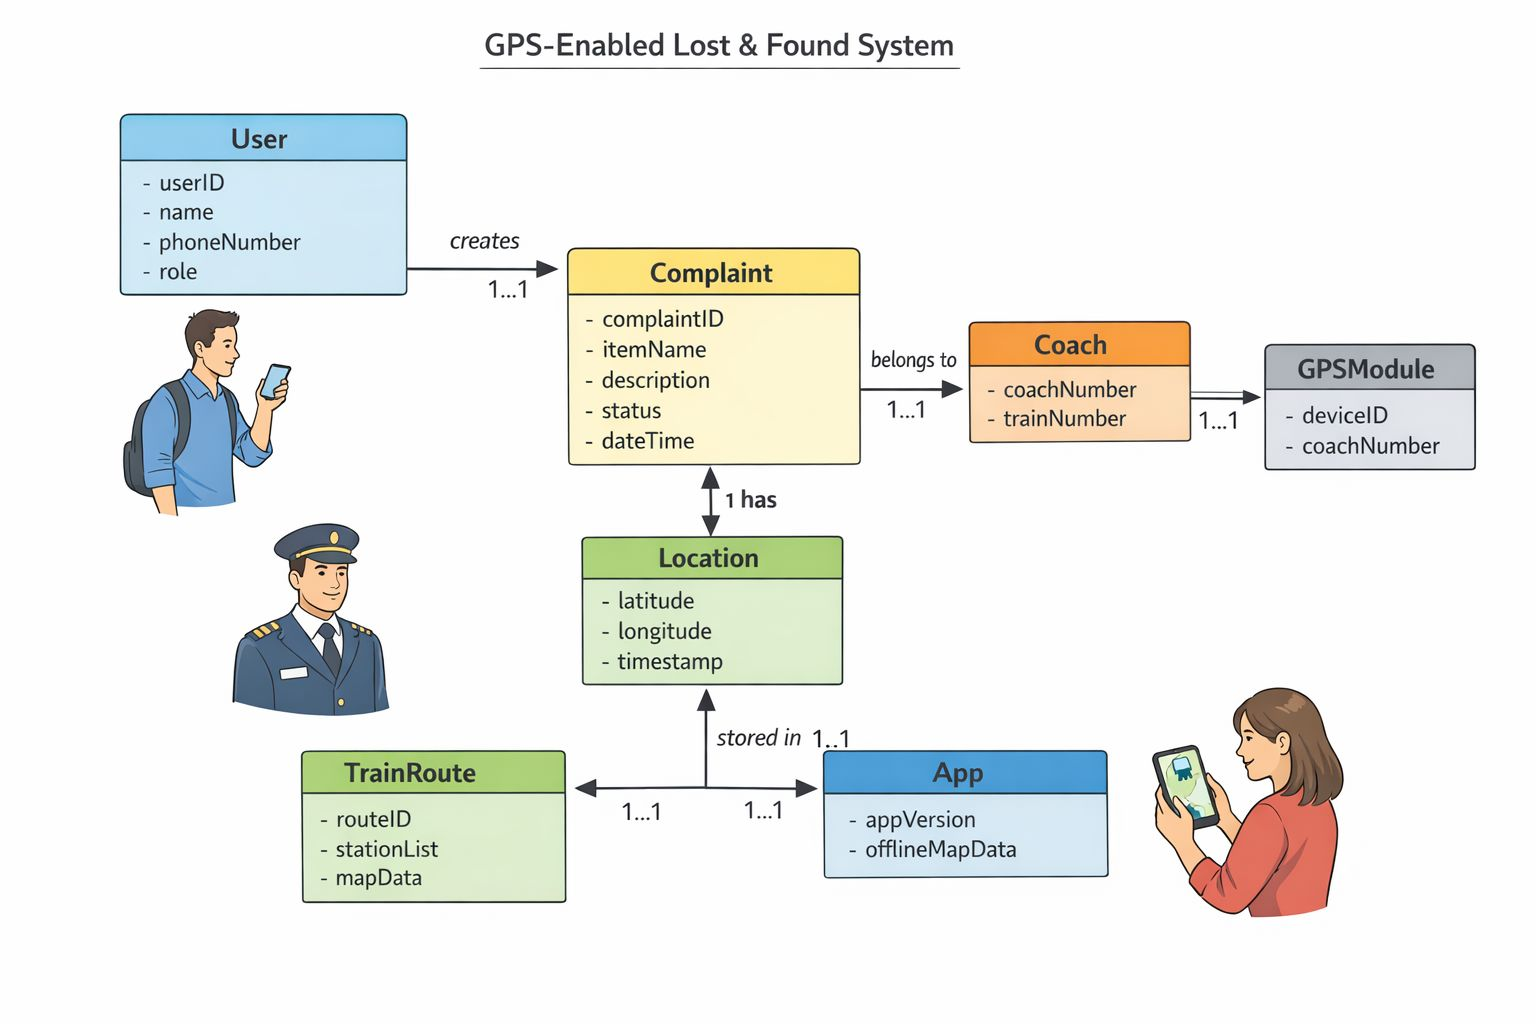 GPS-Enabled Lost & Found System
User
- userID
- name
- phoneNumber
- role
creates
1...1
Complaint
- complaintID
- itemName
- description
- status
- dateTime
belongs to
1...1
Coach
- coachNumber
- trainNumber
1...1
GPSModule
- deviceID
- coachNumber
1 has
Location
- latitude
- longitude
- timestamp
stored in 1..1
TrainRoute
- routeID
- stationList
- mapData
1...1
1...1
App
- appVersion
- offlineMapData